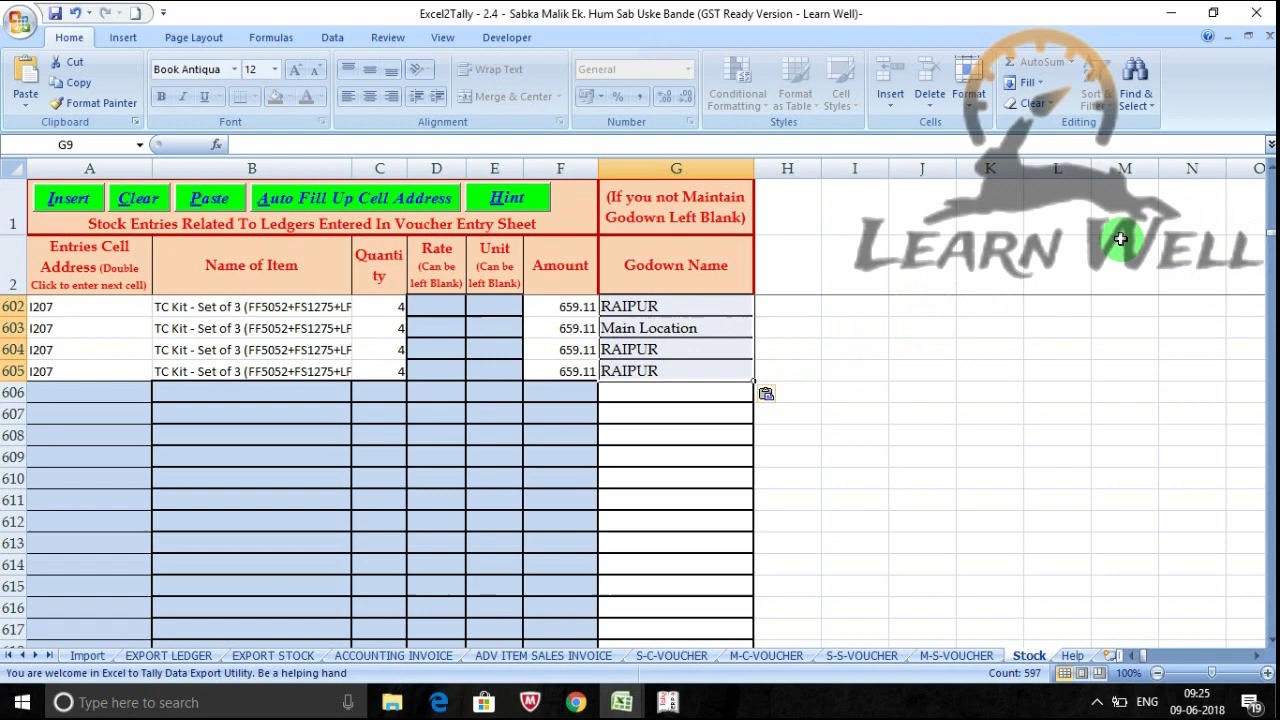 Excel2Tally - 2.4 - Sabka Malik Ek. Hum Sab Uske Bande (GST Ready Version - Learn Well)-
Home Insert Page Layout Formulas Data Review View Developer
Paste
Cut
Copy
Format Painter
Clipboard
Book Antiqua 12
B I U
Font
Wrap Text
Merge & Center
Alignment
General
Number
Conditional Formatting
Format as Table
Cell Styles
Styles
Insert
Delete
Format
Cells
AutoSum
Fill
Clear
Sort & Filter
Find & Select
Editing
G9
fx
A B C D E F G H I J K L M N O
1
Insert Clear Paste Auto Fill Up Cell Address Hint
Stock Entries Related To Ledgers Entered In Voucher Entry Sheet
(If you not Maintain Godown Left Blank)
LEARN WELL
2
Entries Cell Address (Double Click to enter next cell)
Name of Item
Quantity
Rate (Can be left Blank)
Unit (Can be left Blank)
Amount
Godown Name
602 I207 TC Kit - Set of 3 (FF5052+FS1275+LF 4 659.11 RAIPUR
603 I207 TC Kit - Set of 3 (FF5052+FS1275+LF 4 659.11 Main Location
604 I207 TC Kit - Set of 3 (FF5052+FS1275+LF 4 659.11 RAIPUR
605 I207 TC Kit - Set of 3 (FF5052+FS1275+LF 4 659.11 RAIPUR
606
607
608
609
610
611
612
613
614
615
616
617
Import EXPORT LEDGER EXPORT STOCK ACCOUNTING INVOICE ADV ITEM SALES INVOICE S-C-VOUCHER M-C-VOUCHER S-S-VOUCHER M-S-VOUCHER Stock Help
You are welcome in Excel to Tally Data Export Utility. Be a helping hand Count: 597 100%
Type here to search
ENG
09:25
09-06-2018
19